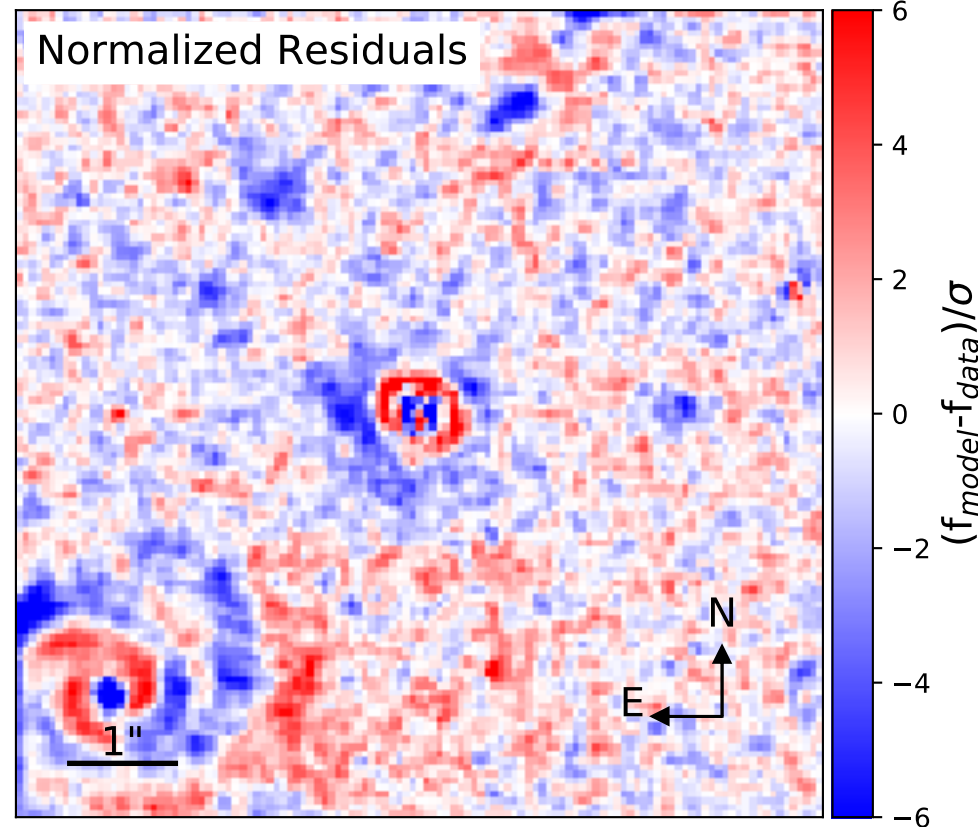 Normalized Residuals
6
4
2
0
−2
−4
−6
(f_model-f_data)/σ
N
E
1"